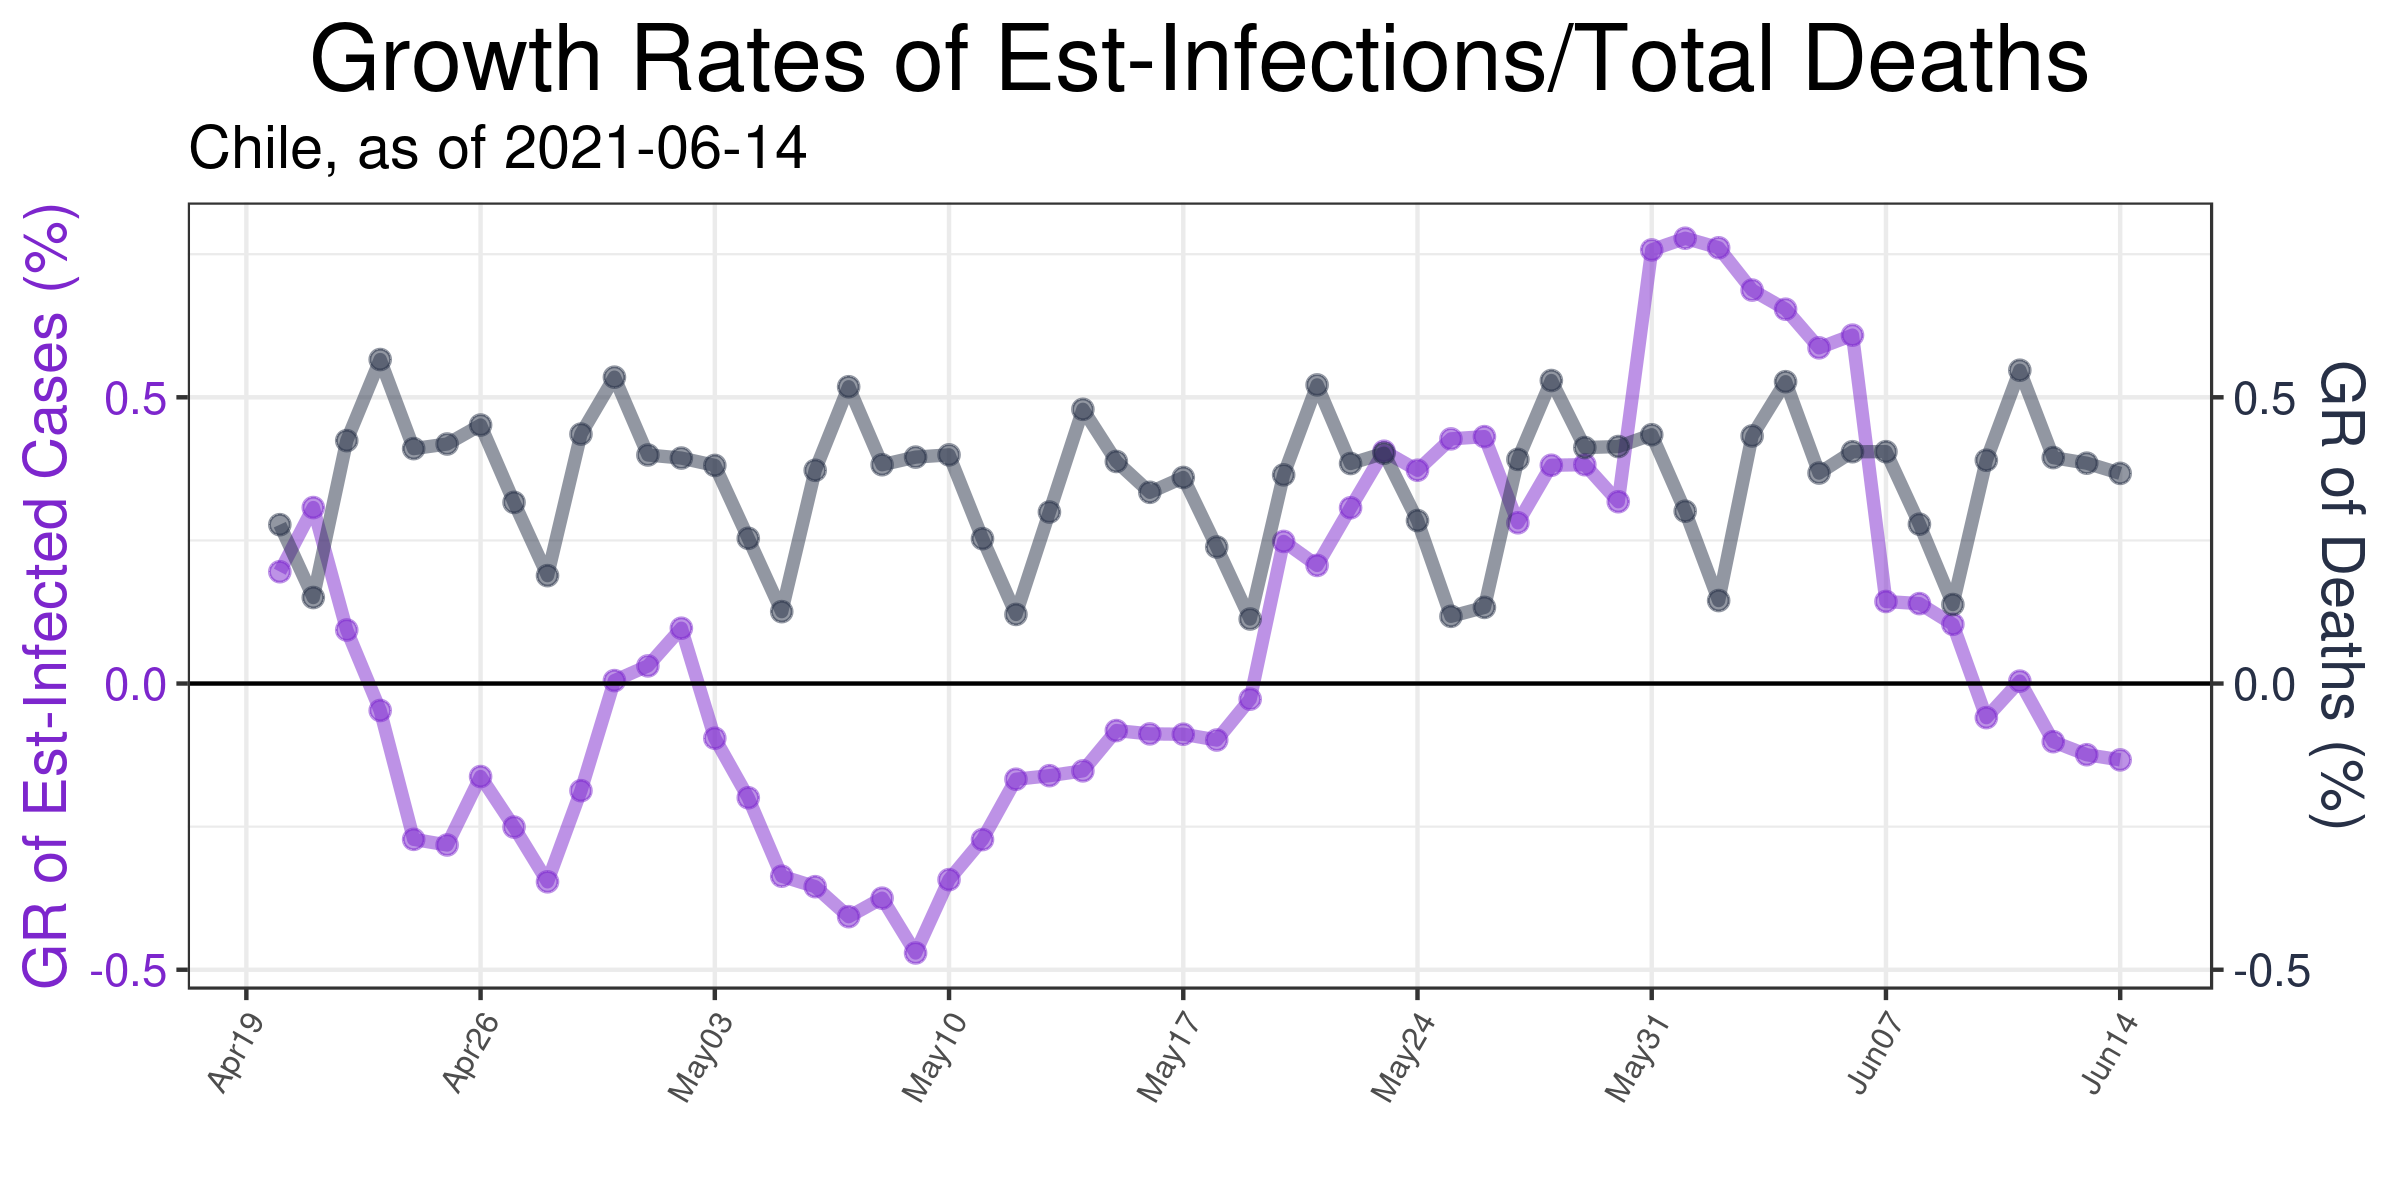 Growth Rates of Est-Infections/Total Deaths
Chile, as of 2021-06-14
GR of Est-Infected Cases (%)
0.5
0.0
-0.5
0.5
0.0
-0.5
GR of Deaths (%)
Apr19
Apr26
May03
May10
May17
May24
May31
Jun07
Jun14